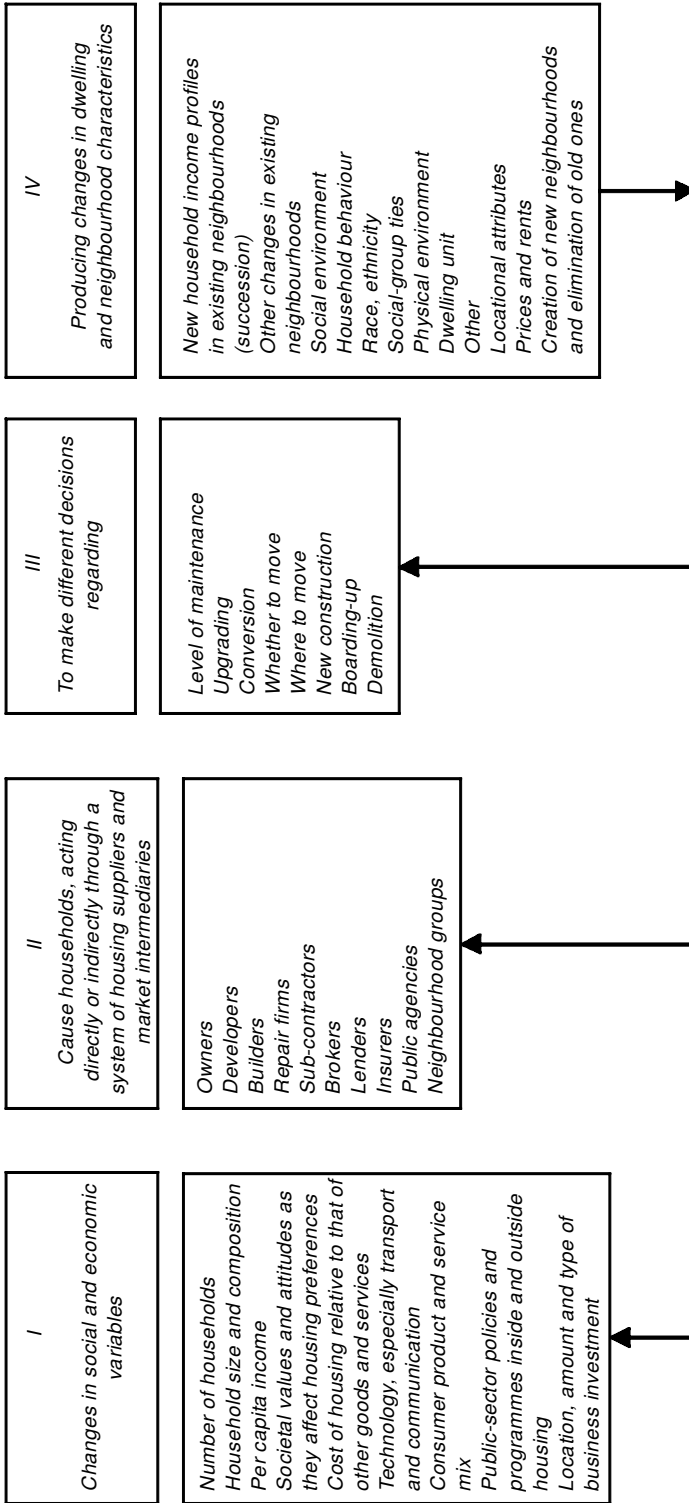 I
Changes in social and economic
variables
Number of households
Household size and composition
Per capita income
Societal values and attitudes as
they affect housing preferences
Cost of housing relative to that of
other goods and services
Technology, especially transport
and communication
Consumer product and service
mix
Public-sector policies and
programmes inside and outside
housing
Location, amount and type of
business investment
II
Cause households, acting
directly or indirectly through a
system of housing suppliers and
market intermediaries
Owners
Developers
Builders
Repair firms
Sub-contractors
Brokers
Lenders
Insurers
Public agencies
Neighbourhood groups
III
To make different decisions
regarding
Level of maintenance
Upgrading
Conversion
Whether to move
Where to move
New construction
Boarding-up
Demolition
IV
Producing changes in dwelling
and neighbourhood characteristics
New household income profiles
in existing neighbourhoods
(succession)
Other changes in existing
neighbourhoods
Social environment
Household behaviour
Race, ethnicity
Social-group ties
Physical environment
Dwelling unit
Other
Locational attributes
Prices and rents
Creation of new neighbourhoods
and elimination of old ones